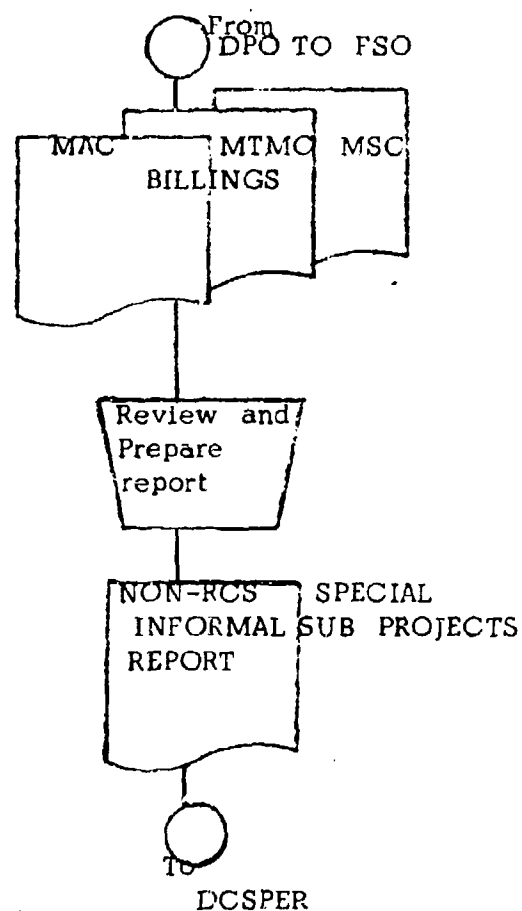 From
DPO TO FSO
MAC MTMC MSC
BILLINGS
Review and
Prepare
report
NON-RCS SPECIAL
INFORMAL SUB PROJECTS
REPORT
TO
DCSPER